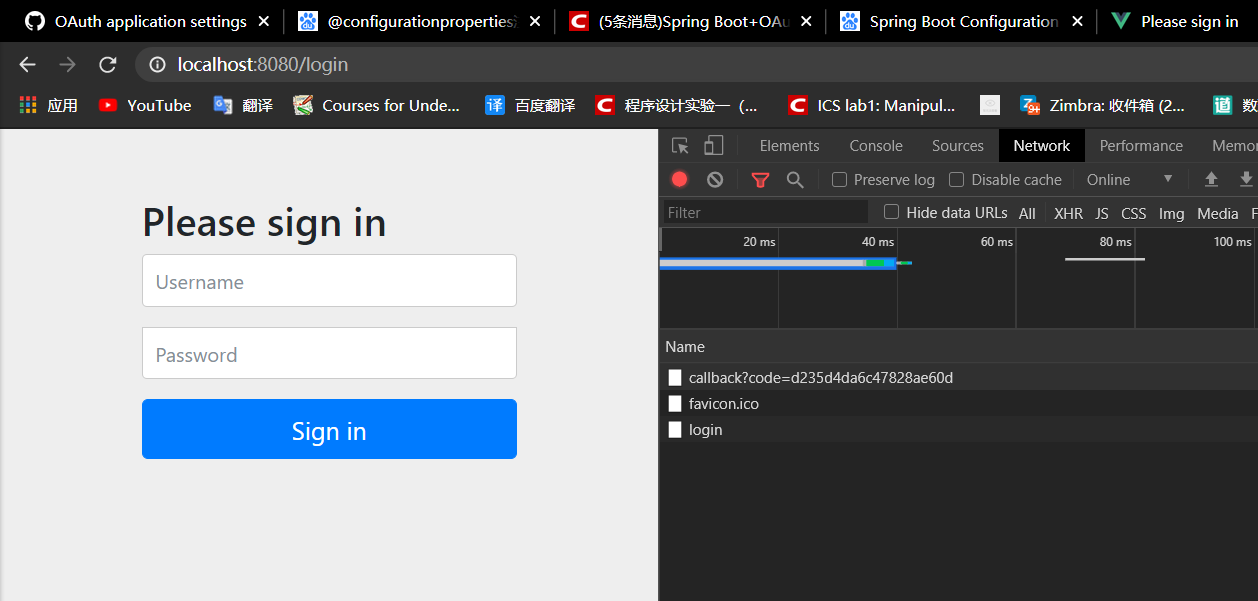 OAuth application settings
@configurationproperties
(5条消息)Spring Boot+OAu
Spring Boot Configuration
Please sign in
localhost:8080/login
应用
YouTube
翻译
Courses for Unde...
译 百度翻译
程序设计实验一（...
ICS lab1: Manipul...
Zimbra: 收件箱 (2...
道 数
Please sign in
Username
Password
Sign in
Elements Console Sources Network Performance Memor
Preserve log Disable cache Online
Filter Hide data URLs All XHR JS CSS Img Media F
20 ms 40 ms 60 ms 80 ms 100 ms
Name
callback?code=d235d4da6c47828ae60d
favicon.ico
login